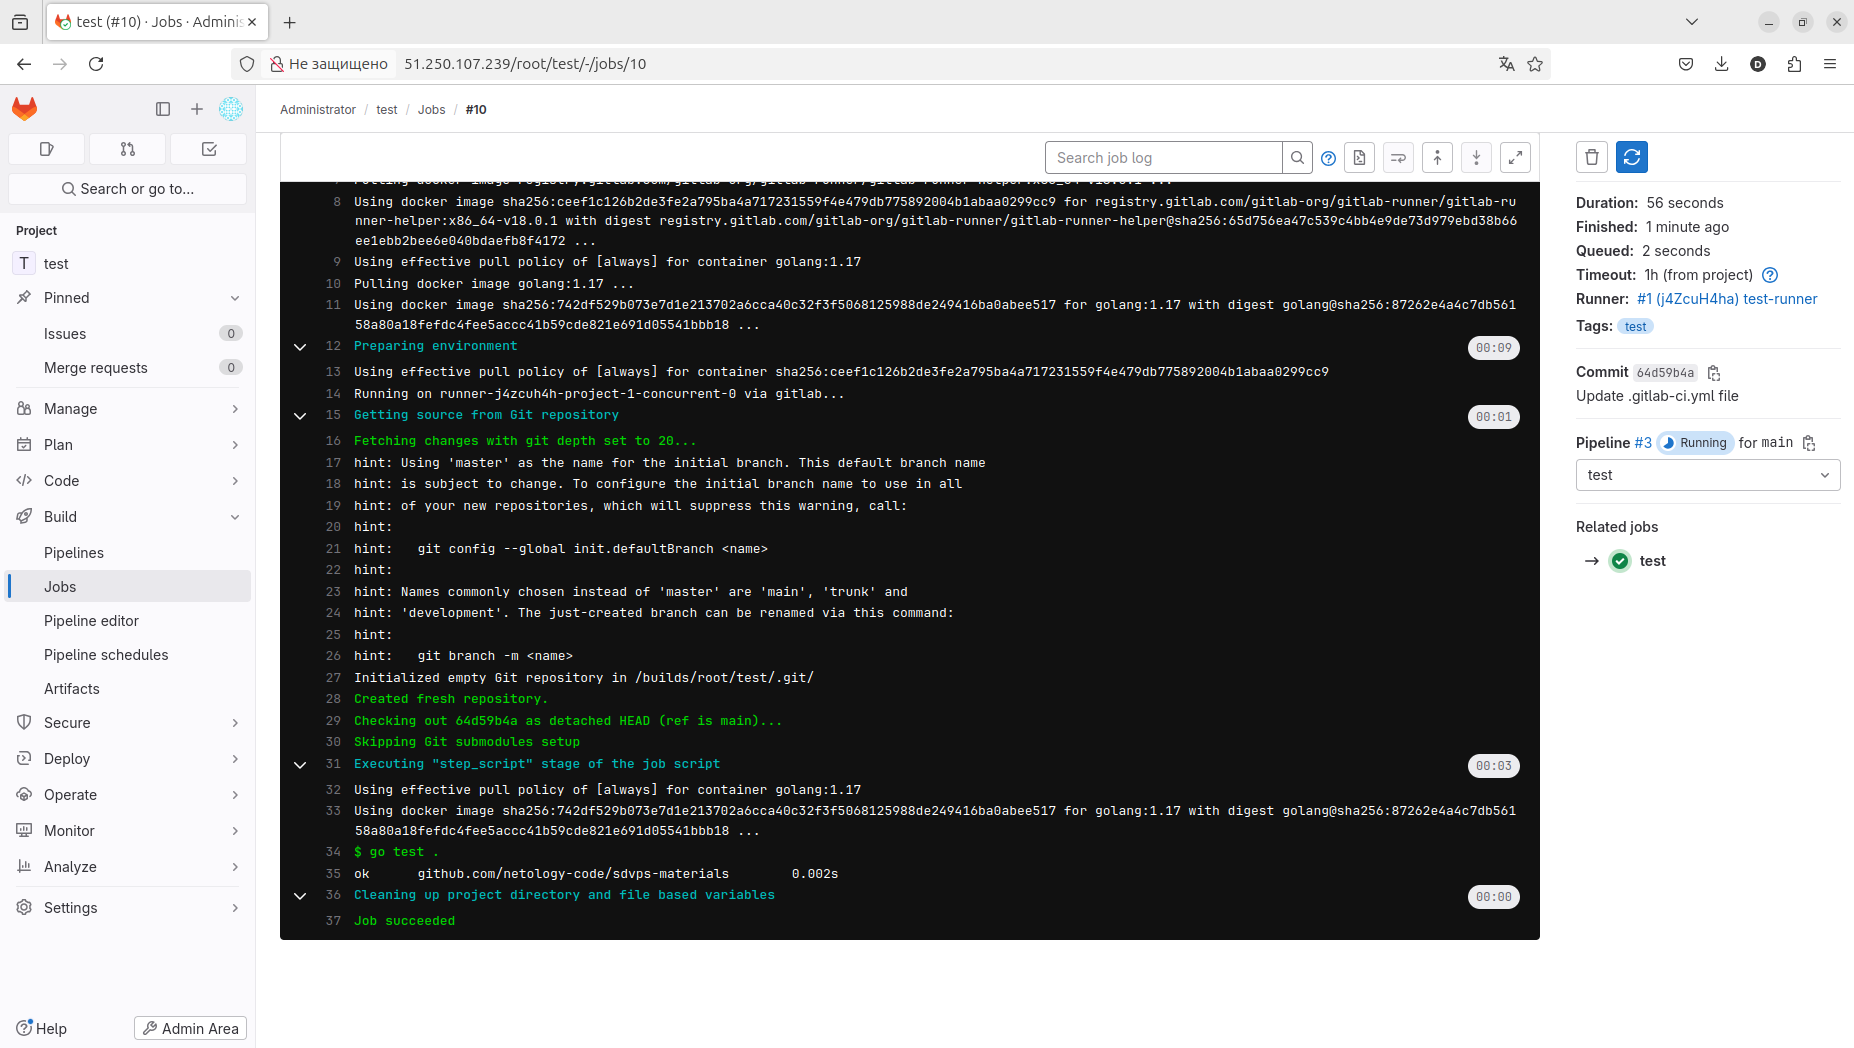 test (#10) · Jobs · Adminis
Не защищено
51.250.107.239/root/test/-/jobs/10
Administrator / test / Jobs / #10
Search or go to...
Project
T test
Pinned
Issues 0
Merge requests 0
Manage
Plan
Code
Build
Pipelines
Jobs
Pipeline editor
Pipeline schedules
Artifacts
Secure
Deploy
Operate
Monitor
Analyze
Settings
Help
Admin Area
Search job log
8 Using docker image sha256:ceef1c126b2de3fe2a795ba4a717231559f4e479db775892004b1abaa0299cc9 for registry.gitlab.com/gitlab-org/gitlab-runner/gitlab-ru
nner-helper:x86_64-v18.0.1 with digest registry.gitlab.com/gitlab-org/gitlab-runner/gitlab-runner-helper@sha256:65d756ea47c539c4bb4e9de73d979ebd38b66
ee1ebb2bee6e040bdaefb8f4172 ...
9 Using effective pull policy of [always] for container golang:1.17
10 Pulling docker image golang:1.17 ...
11 Using docker image sha256:742df529b073e7d1e213702a6cca40c32f3f5068125988de249416ba0abee517 for golang:1.17 with digest golang@sha256:87262e4a4c7db561
58a80a18fefdc4fee5accc41b59cde821e691d05541bbb18 ...
12 Preparing environment 00:09
13 Using effective pull policy of [always] for container sha256:ceef1c126b2de3fe2a795ba4a717231559f4e479db775892004b1abaa0299cc9
14 Running on runner-j4zcuh4h-project-1-concurrent-0 via gitlab...
15 Getting source from Git repository 00:01
16 Fetching changes with git depth set to 20...
17 hint: Using 'master' as the name for the initial branch. This default branch name
18 hint: is subject to change. To configure the initial branch name to use in all
19 hint: of your new repositories, which will suppress this warning, call:
20 hint:
21 hint: git config --global init.defaultBranch <name>
22 hint:
23 hint: Names commonly chosen instead of 'master' are 'main', 'trunk' and
24 hint: 'development'. The just-created branch can be renamed via this command:
25 hint:
26 hint: git branch -m <name>
27 Initialized empty Git repository in /builds/root/test/.git/
28 Created fresh repository.
29 Checking out 64d59b4a as detached HEAD (ref is main)...
30 Skipping Git submodules setup
31 Executing "step_script" stage of the job script 00:03
32 Using effective pull policy of [always] for container golang:1.17
33 Using docker image sha256:742df529b073e7d1e213702a6cca40c32f3f5068125988de249416ba0abee517 for golang:1.17 with digest golang@sha256:87262e4a4c7db561
58a80a18fefdc4fee5accc41b59cde821e691d05541bbb18 ...
34 $ go test .
35 ok github.com/netology-code/sdvps-materials 0.002s
36 Cleaning up project directory and file based variables 00:00
37 Job succeeded
Duration: 56 seconds
Finished: 1 minute ago
Queued: 2 seconds
Timeout: 1h (from project)
Runner: #1 (j4ZcuH4ha) test-runner
Tags: test
Commit 64d59b4a
Update .gitlab-ci.yml file
Pipeline #3 Running for main
test
Related jobs
test